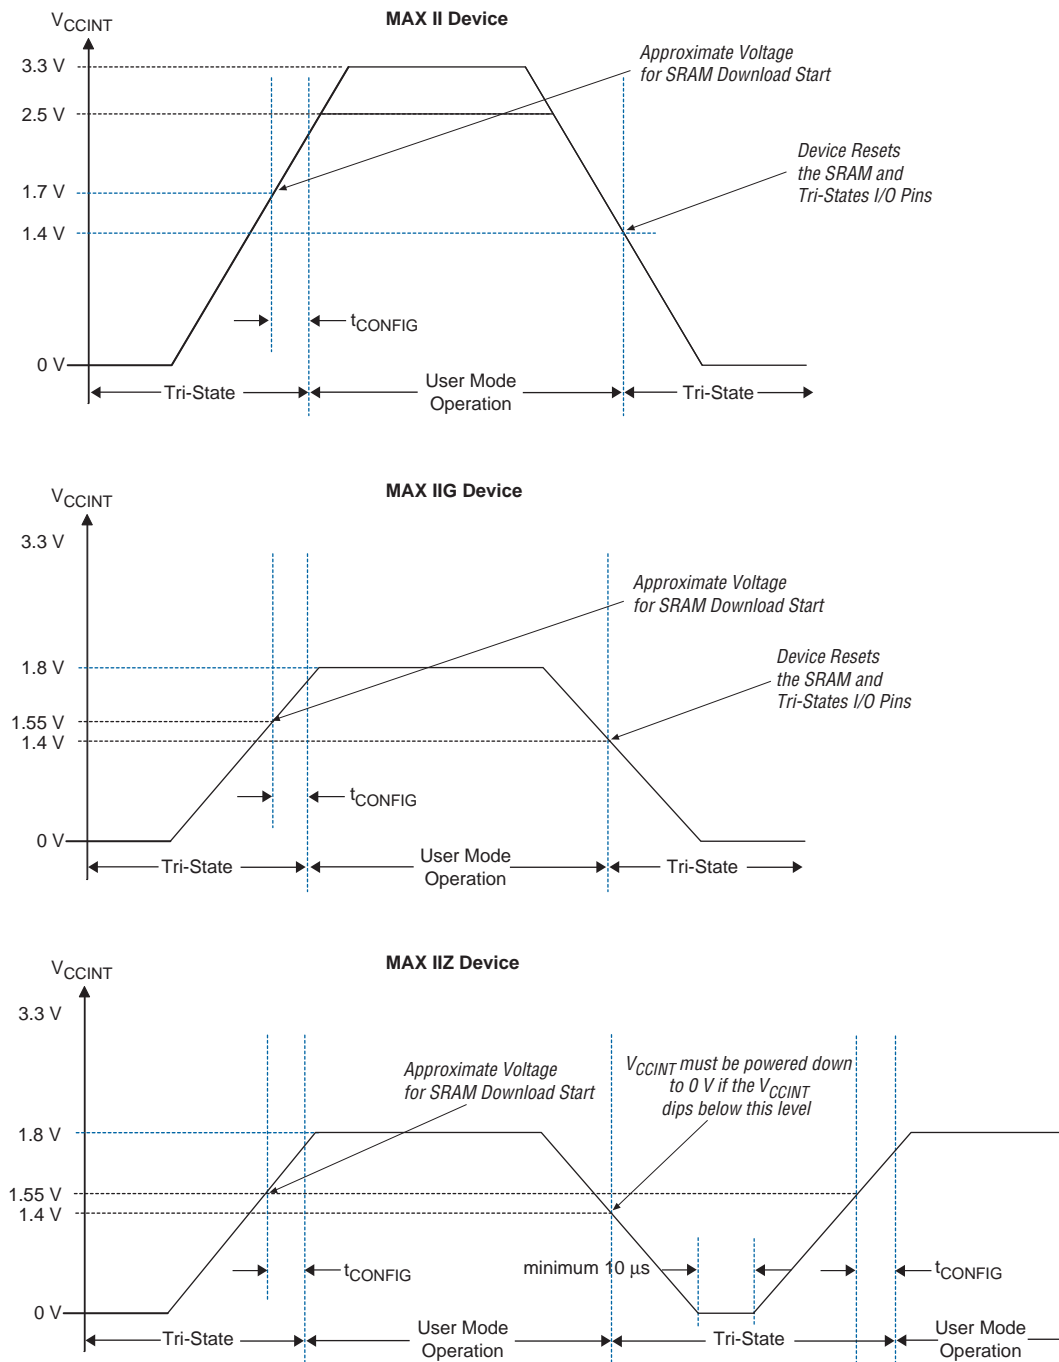 MAX II Device
VCCINT
3.3 V
2.5 V
1.7 V
1.4 V
0 V
Approximate Voltage
for SRAM Download Start
Device Resets
the SRAM and
Tri-States I/O Pins
tCONFIG
Tri-State
User Mode
Operation
Tri-State
MAX IIG Device
VCCINT
3.3 V
1.8 V
1.55 V
1.4 V
0 V
Approximate Voltage
for SRAM Download Start
Device Resets
the SRAM and
Tri-States I/O Pins
tCONFIG
Tri-State
User Mode
Operation
Tri-State
MAX IIZ Device
VCCINT
3.3 V
1.8 V
1.55 V
1.4 V
0 V
Approximate Voltage
for SRAM Download Start
VCCINT must be powered down
to 0 V if the VCCINT
dips below this level
tCONFIG
minimum 10 μs
tCONFIG
Tri-State
User Mode
Operation
Tri-State
User Mode
Operation